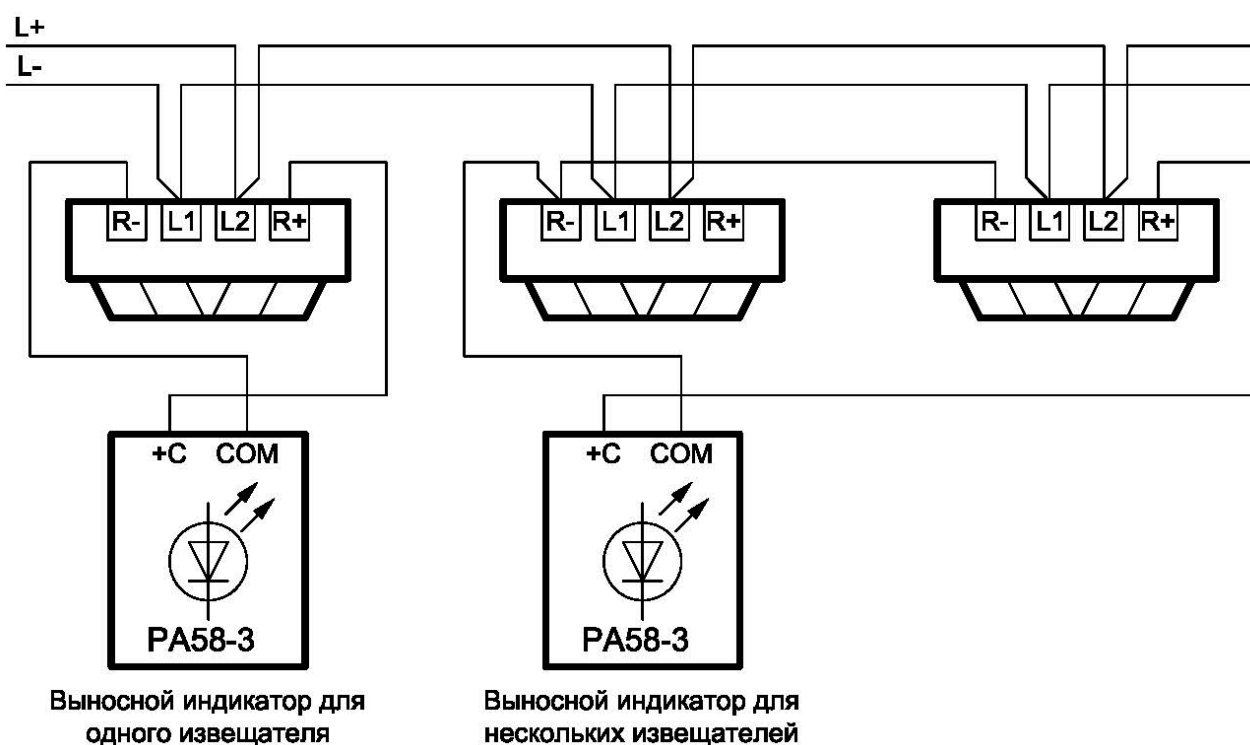 L+
L-
R- L1 L2 R+
R- L1 L2 R+
R- L1 L2 R+
+C COM
+C COM
PA58-3
PA58-3
Выносной индикатор для
одного извещателя
Выносной индикатор для
нескольких извещателей